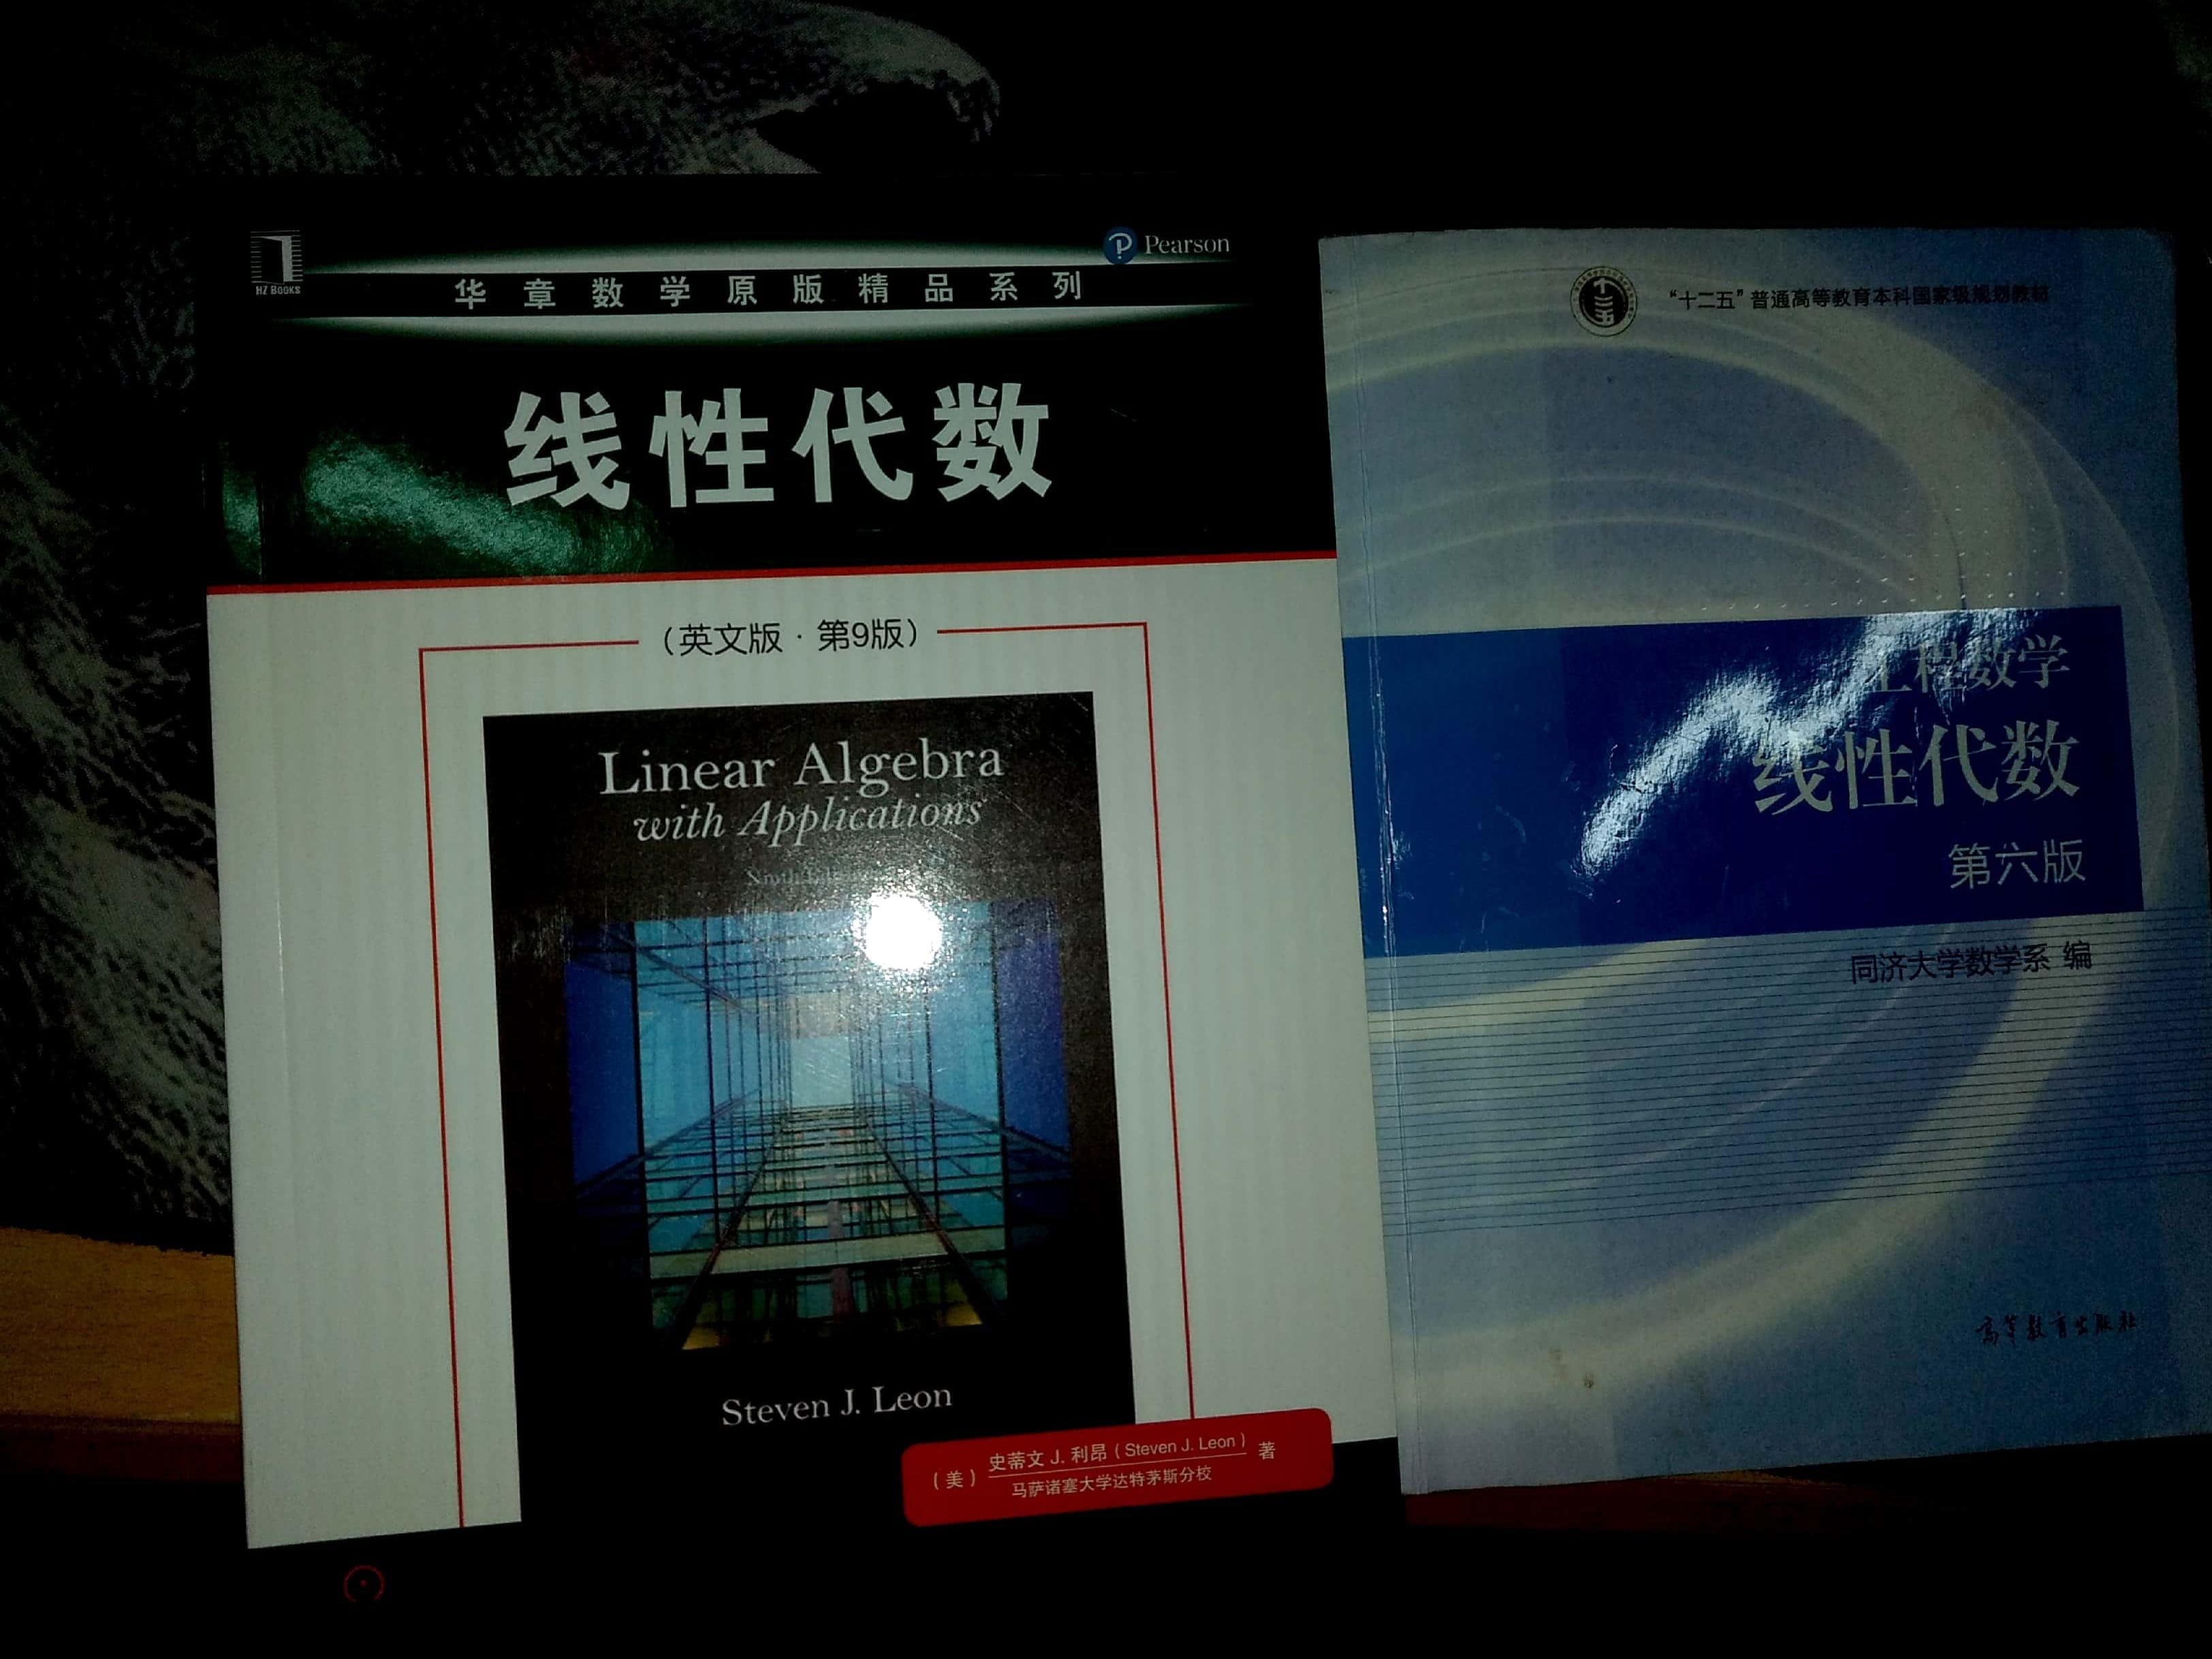 HZ BOOKS
Pearson
华章数学原版精品系列
线性代数
（英文版·第9版）
Linear Algebra
with Applications
Steven J. Leon
（美）史蒂文 J. 利昂（Steven J. Leon） 著
马萨诸塞大学达特茅斯分校
十二五
“十二五”普通高等教育本科国家级规划教材
工程数学
线性代数
第六版
同济大学数学系 编
高等教育出版社